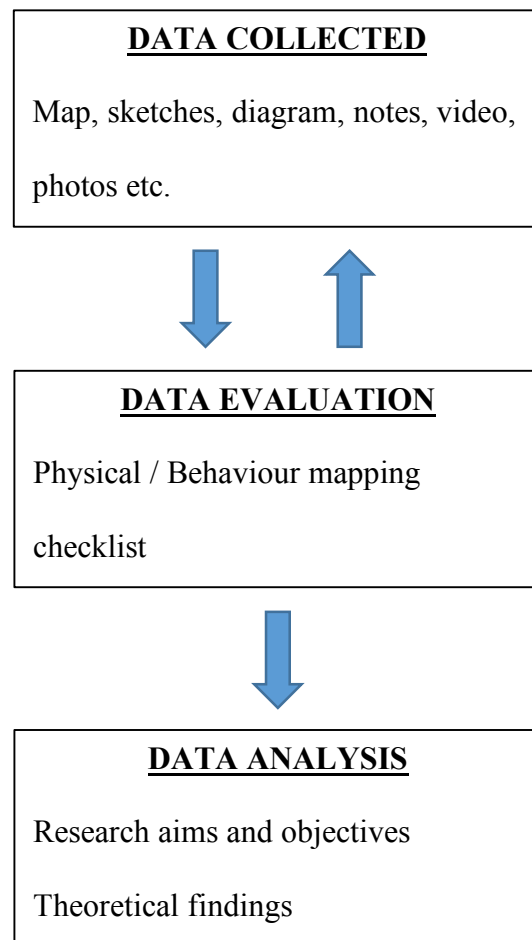 DATA COLLECTED
Map, sketches, diagram, notes, video,
photos etc.
DATA EVALUATION
Physical / Behaviour mapping
checklist
DATA ANALYSIS
Research aims and objectives
Theoretical findings